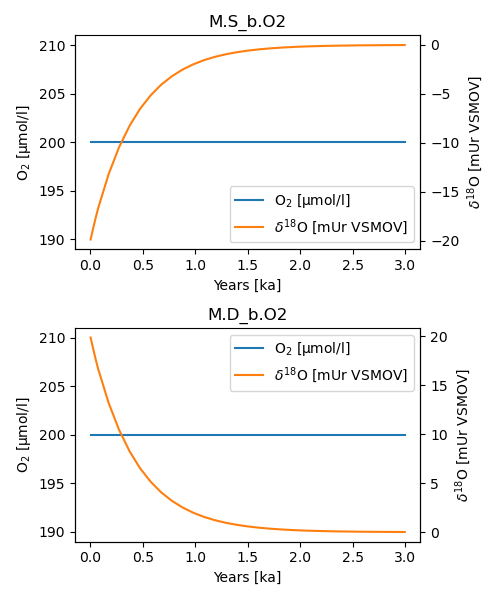 M.S_b.O2
210
205
200
195
190
O₂ [μmol/l]
0
−5
−10
−15
−20
δ¹⁸O [mUr VSMOV]
O₂ [μmol/l]
δ¹⁸O [mUr VSMOV]
0.0 0.5 1.0 1.5 2.0 2.5 3.0
Years [ka]
M.D_b.O2
210
205
200
195
190
O₂ [μmol/l]
20
15
10
5
0
δ¹⁸O [mUr VSMOV]
O₂ [μmol/l]
δ¹⁸O [mUr VSMOV]
0.0 0.5 1.0 1.5 2.0 2.5 3.0
Years [ka]